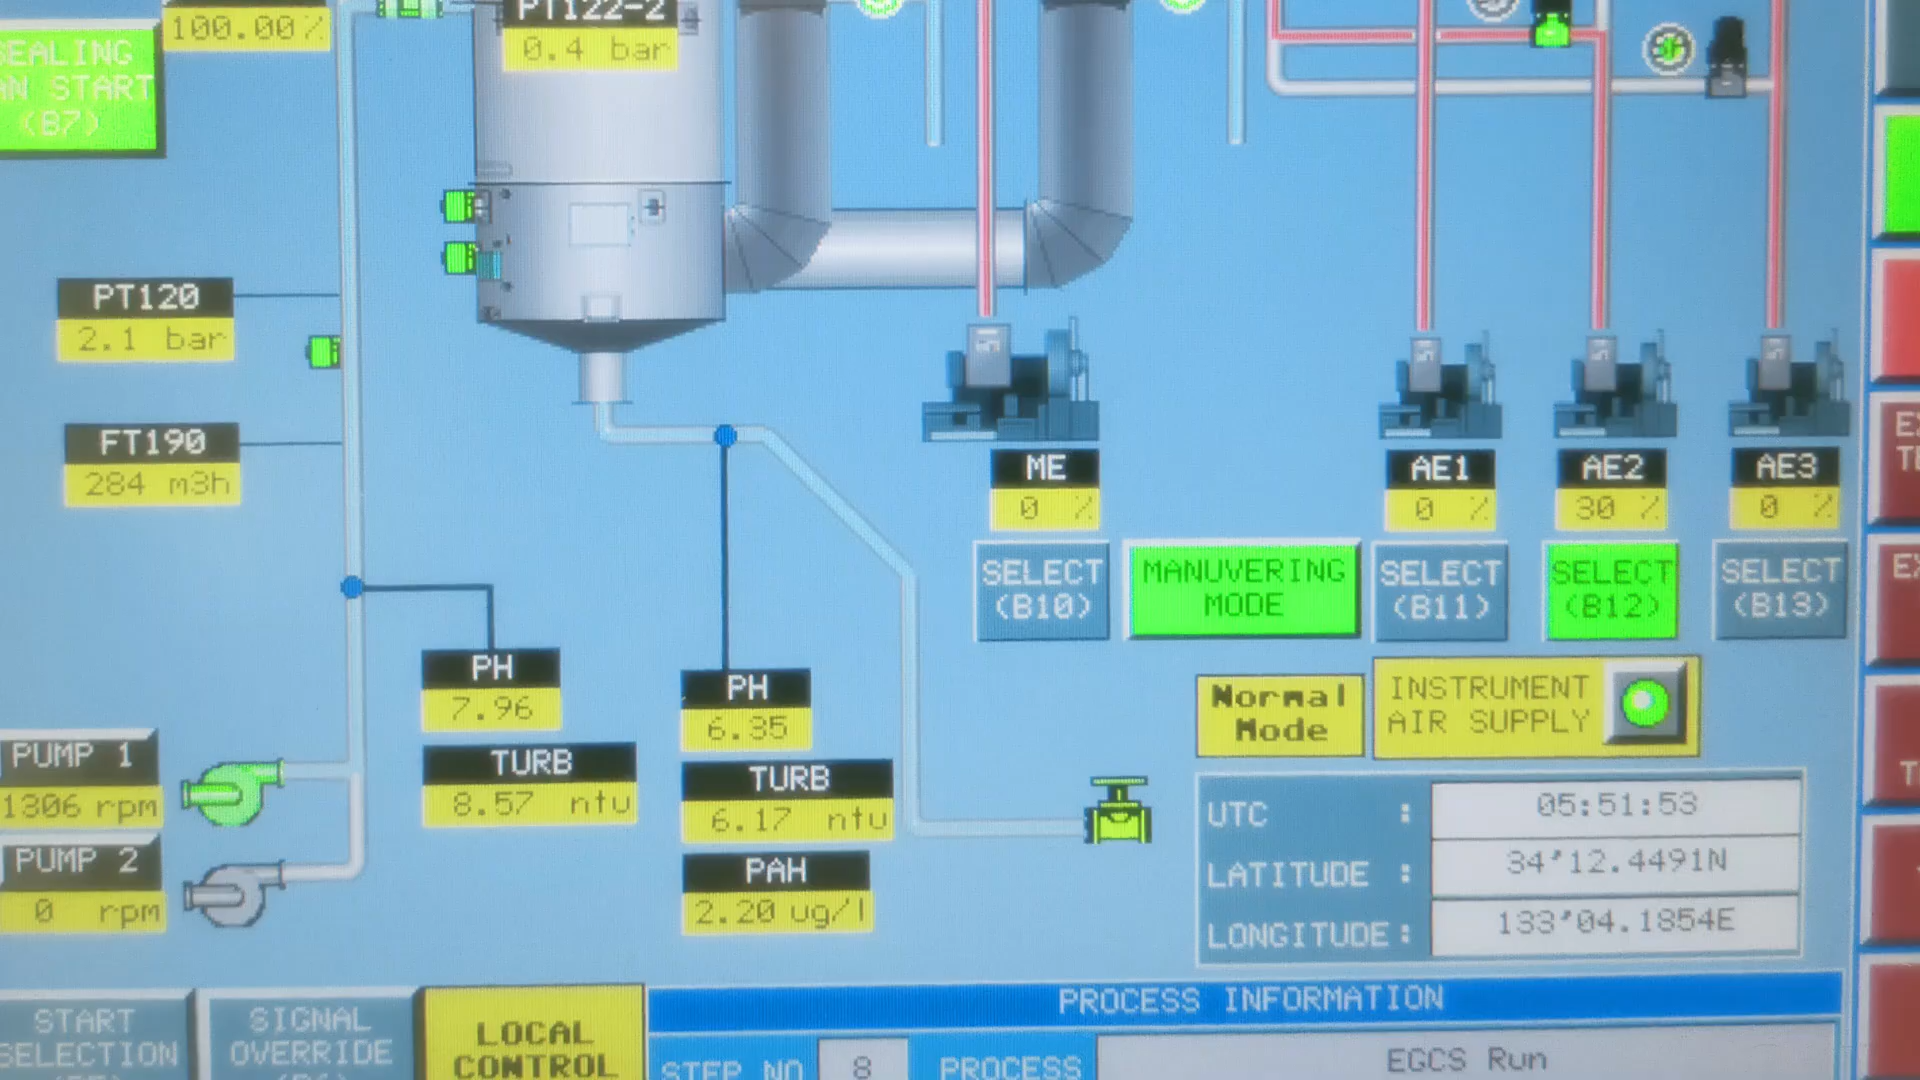 PT122-2
100.00 %
0.4 bar
SEALING
AN START
(B7)
PT120
2.1 bar
FT190
284 m3h
ME
0 %
AE1
0 %
AE2
30 %
AE3
0 %
SELECT
(B10)
MANUVERING
MODE
SELECT
(B11)
SELECT
(B12)
SELECT
(B13)
PH
7.96
TURB
8.57 ntu
PH
6.35
TURB
6.17 ntu
PAH
2.20 ug/l
Normal
Mode
INSTRUMENT
AIR SUPPLY
PUMP 1
1306 rpm
PUMP 2
0 rpm
UTC : 05:51:53
LATITUDE : 34°12.4491N
LONGITUDE : 133°04.1854E
START
SELECTION
SIGNAL
OVERRIDE
LOCAL
CONTROL
PROCESS INFORMATION
STEP NO 8 PROCESS EGCS Run